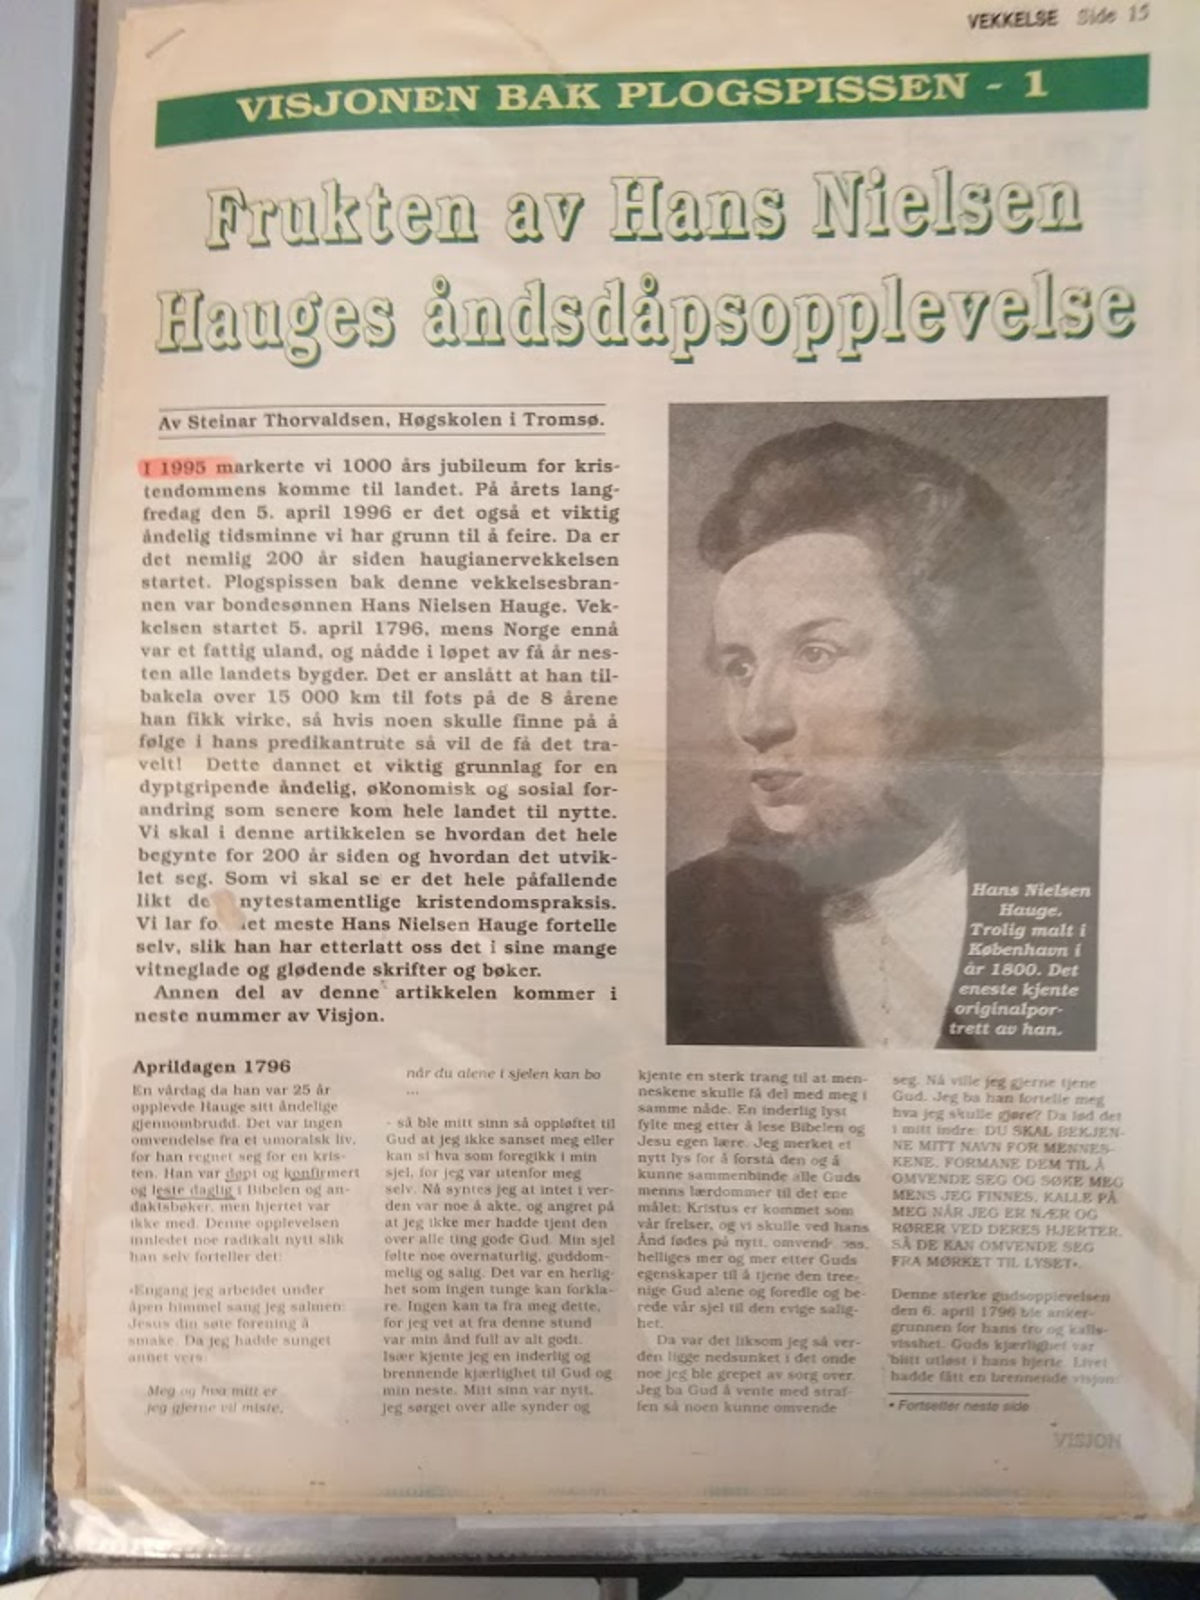 VEKKELSE Side 15
VISJONEN BAK PLOGSPISSEN - 1
Frukten av Hans Nielsen
Hauges åndsdåpsopplevelse
Av Steinar Thorvaldsen, Høgskolen i Tromsø.
I 1995 markerte vi 1000 års jubileum for kris-
tendommens komme til landet. På årets lang-
fredag den 5. april 1996 er det også et viktig
åndelig tidsminne vi har grunn til å feire. Da er
det nemlig 200 år siden haugianervekkelsen
startet. Plogspissen bak denne vekkelsesbran-
nen var bondesønnen Hans Nielsen Hauge. Vek-
kelsen startet 5. april 1796, mens Norge ennå
var et fattig uland, og nådde i løpet av få år nes-
ten alle landets bygder. Det er anslått at han til-
bakela over 15 000 km til fots på de 8 årene
han fikk virke, så hvis noen skulle finne på å
følge i hans predikantrute så vil de få det tra-
velt! Dette dannet et viktig grunnlag for en
dyptgripende åndelig, økonomisk og sosial for-
andring som senere kom hele landet til nytte.
Vi skal i denne artikkelen se hvordan det hele
begynte for 200 år siden og hvordan det utvik-
let seg. Som vi skal se er det hele påfallende
likt de nytestamentlige kristendomspraksis.
Vi lar fo et meste Hans Nielsen Hauge fortelle
selv, slik han har etterlatt oss det i sine mange
vitneglade og glødende skrifter og bøker.
Annen del av denne artikkelen kommer i
neste nummer av Visjon.
Hans Nielsen
Hauge.
Trolig malt i
København i
år 1800. Det
eneste kjente
originalpor-
trett av han.
Aprildagen 1796
En vårdag da han var 25 år
opplevde Hauge sitt åndelige
gjennombrudd. Det var ingen
omvendelse fra et umoralsk liv,
for han regnet seg for en kris-
ten. Han var døpt og konfirmert
og leste daglig i Bibelen og an-
daktsbøker, men hjertet var
ikke med. Denne opplevelsen
innledet noe radikalt nytt slik
han selv forteller det:
«Engang jeg arbeidet under
åpen himmel sang jeg salmen:
Jesus din søte forening å
smake. Da jeg hadde sunget
annet vers:
Meg og hva mitt er
jeg gjerne vil miste,
når du alene i sjelen kan bo
...
- så ble mitt sinn så oppløftet til
Gud at jeg ikke sanset meg eller
kan si hva som foregikk i min
sjel, for jeg var utenfor meg
selv. Nå syntes jeg at intet i ver-
den var noe å akte, og angret på
at jeg ikke mer hadde tjent den
over alle ting gode Gud. Min sjel
følte noe overnaturlig, guddom-
melig og salig. Det var en herlig-
het som ingen tunge kan forkla-
re. Ingen kan ta fra meg dette,
for jeg vet at fra denne stund
var min ånd full av alt godt.
Især kjente jeg en inderlig og
brennende kjærlighet til Gud og
min neste. Mitt sinn var nytt,
jeg sørget over alle synder og
kjente en sterk trang til at men-
neskene skulle få del med meg i
samme nåde. En inderlig lyst
fylte meg etter å lese Bibelen og
Jesu egen lære. Jeg merket et
nytt lys for å forstå den og å
kunne sammenbinde alle Guds
menns lærdommer til det ene
målet: Kristus er kommet som
vår frelser, og vi skulle ved hans
Ånd fødes på nytt, omvend oss,
helliges mer og mer etter Guds
egenskaper til å tjene den tree-
nige Gud alene og foredle og be-
rede vår sjel til den evige salig-
het.
Da var det liksom jeg så ver-
den ligge nedsunket i det onde
noe jeg ble grepet av sorg over.
Jeg ba Gud å vente med straf-
fen så noen kunne omvende
seg. Nå ville jeg gjerne tjene
Gud. Jeg ba han fortelle meg
hva jeg skulle gjøre? Da lød det
i mitt indre: DU SKAL BEKJEN-
NE MITT NAVN FOR MENNES-
KENE, FORMANE DEM TIL Å
OMVENDE SEG OG SØKE MEG
MENS JEG FINNES, KALLE PÅ
MEG NÅR JEG ER NÆR OG
RØRER VED DERES HJERTER,
SÅ DE KAN OMVENDE SEG
FRA MØRKET TIL LYSET».
Denne sterke gudsopplevelsen
den 6. april 1796 ble anker-
grunnen for hans tro og kalls-
visshet. Guds kjærlighet var
blitt utløst i hans hjerte. Livet
hadde fått en brennende visjon:
• Fortsetter neste side
VISJON